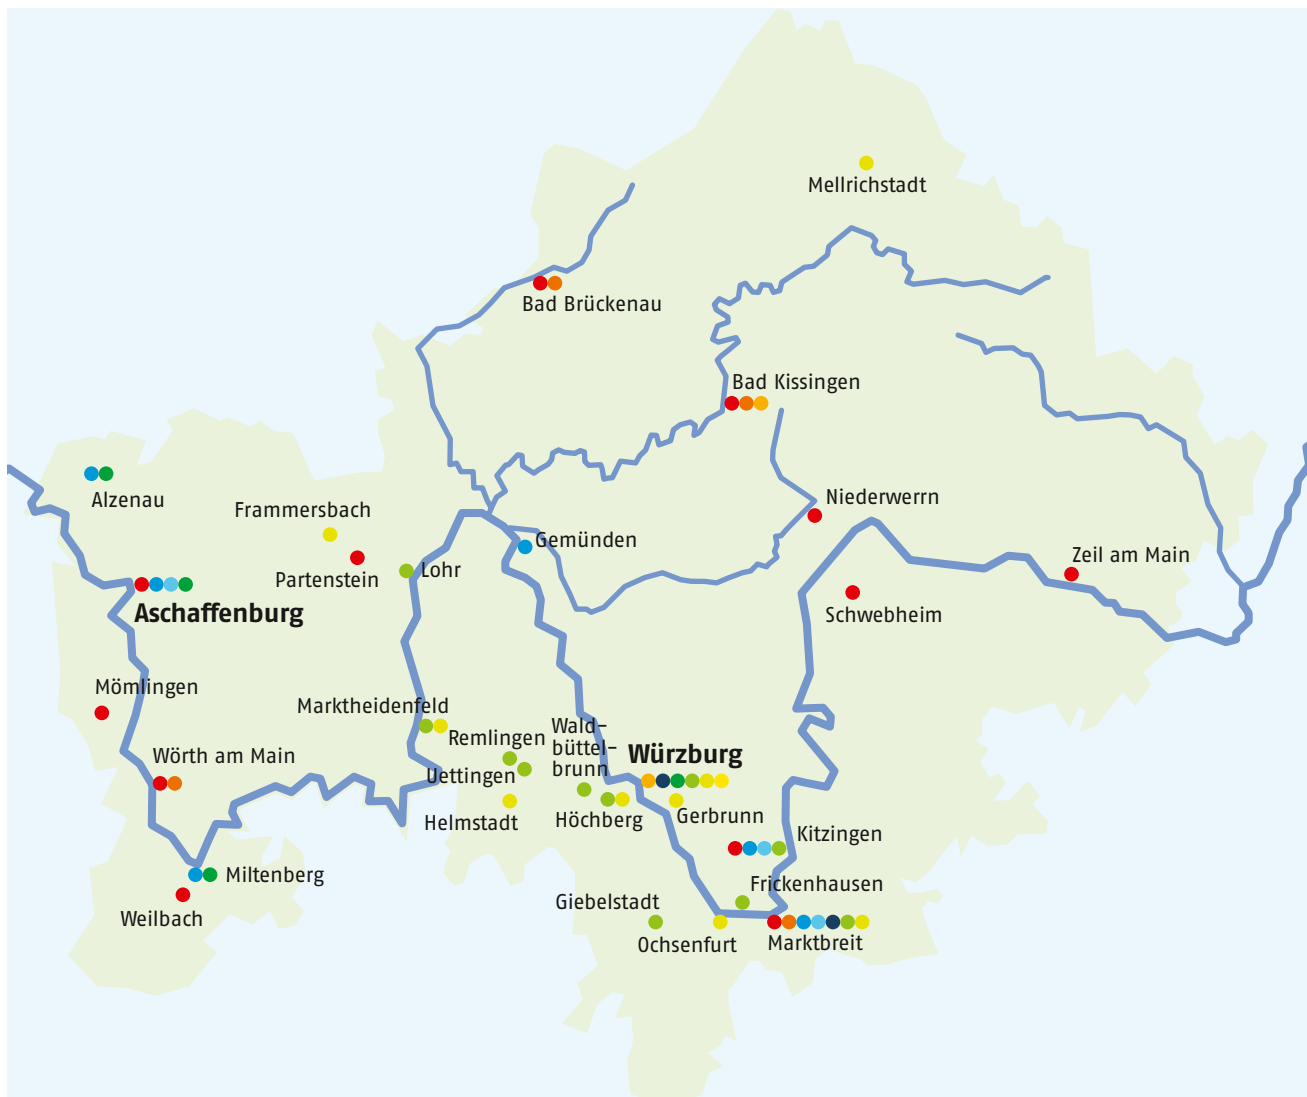 Mellrichstadt
Bad Brückenau
Bad Kissingen
Alzenau
Frammersbach
Niederwerrn
Gemünden
Zeil am Main
Partenstein
Lohr
Aschaffenburg
Schwebheim
Mömlingen
Marktheidenfeld
Remlingen
Wald-
büttel-
brunn
Würzburg
Wörth am Main
Uettingen
Helmstadt
Höchberg
Gerbrunn
Kitzingen
Miltenberg
Frickenhausen
Weilbach
Giebelstadt
Ochsenfurt
Marktbreit